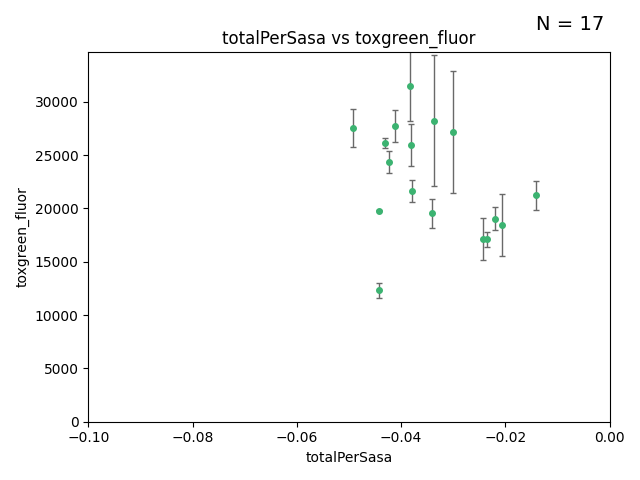 N = 17
totalPerSasa vs toxgreen_fluor
30000
25000
20000
15000
10000
5000
0
toxgreen_fluor
−0.10 −0.08 −0.06 −0.04 −0.02 0.00
totalPerSasa